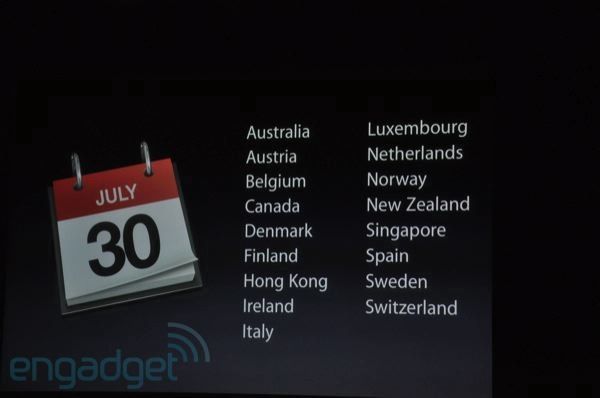 JULY
30
Australia
Austria
Belgium
Canada
Denmark
Finland
Hong Kong
Ireland
Italy
Luxembourg
Netherlands
Norway
New Zealand
Singapore
Spain
Sweden
Switzerland
engadget